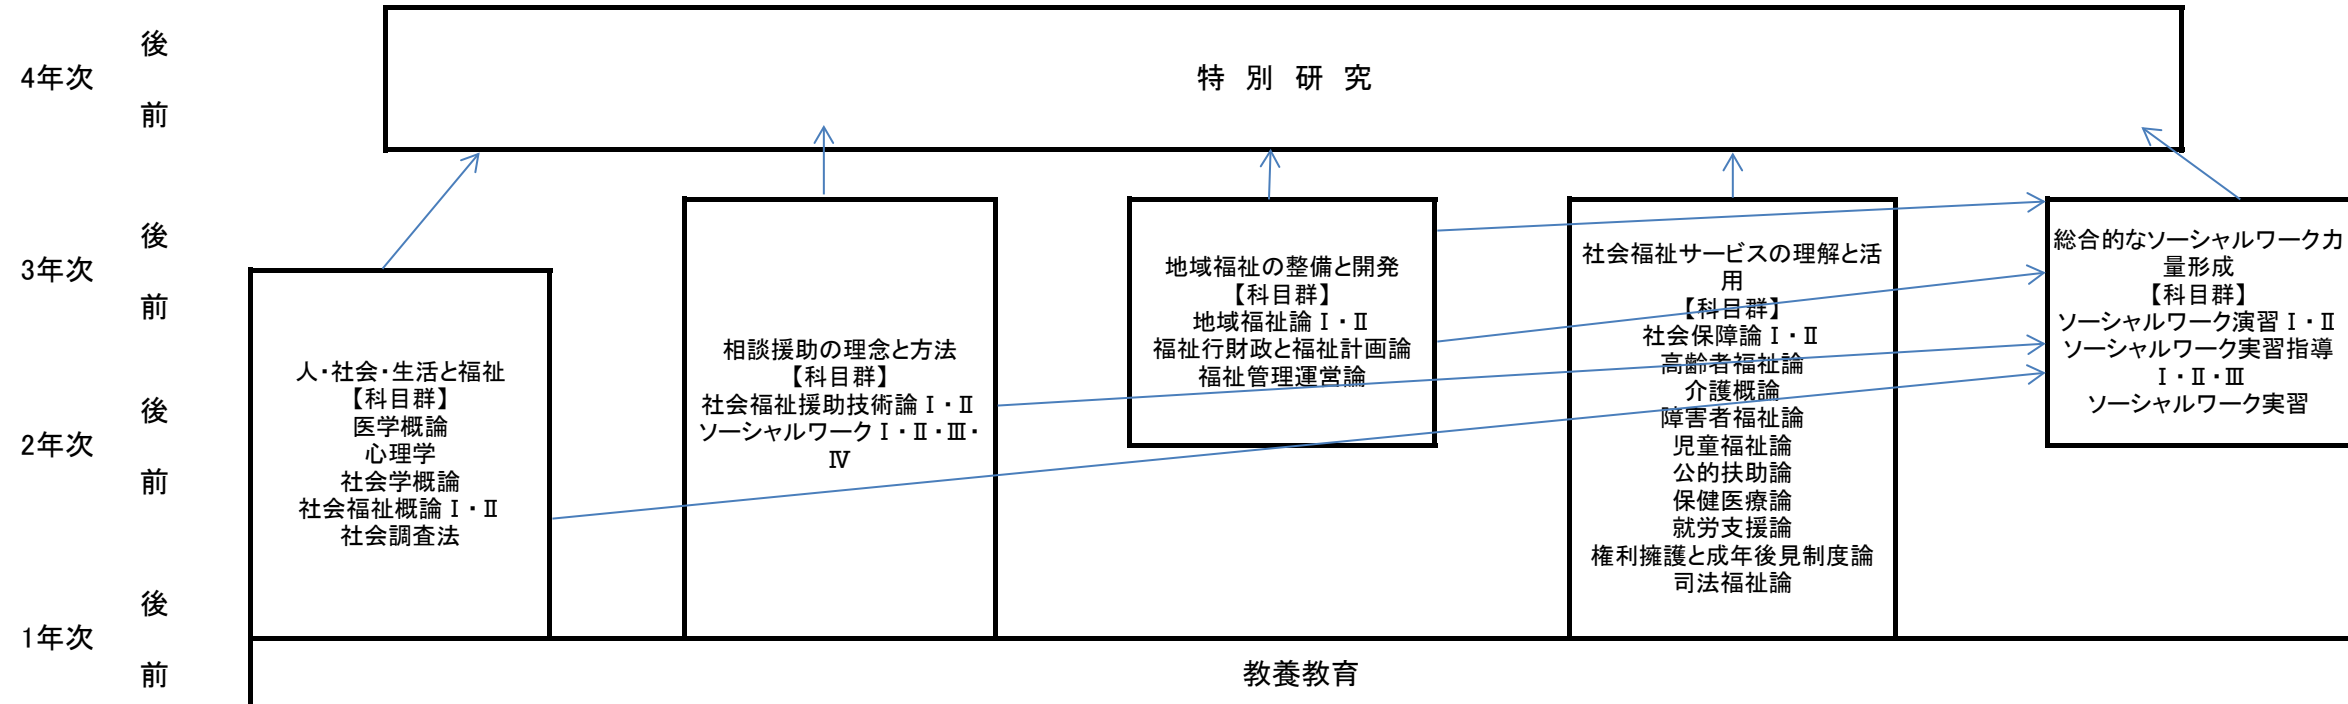 後
4年次
前
特 別 研 究
後
3年次
前
後
2年次
前
後
1年次
前
人・社会・生活と福祉
【科目群】
医学概論
心理学
社会学概論
社会福祉概論Ⅰ・Ⅱ
社会調査法
相談援助の理念と方法
【科目群】
社会福祉援助技術論Ⅰ・Ⅱ
ソーシャルワークⅠ・Ⅱ・Ⅲ・
Ⅳ
地域福祉の整備と開発
【科目群】
地域福祉論Ⅰ・Ⅱ
福祉行財政と福祉計画論
福祉管理運営論
社会福祉サービスの理解と活
用
【科目群】
社会保障論Ⅰ・Ⅱ
高齢者福祉論
介護概論
障害者福祉論
児童福祉論
公的扶助論
保健医療論
就労支援論
権利擁護と成年後見制度論
司法福祉論
総合的なソーシャルワーク力
量形成
【科目群】
ソーシャルワーク演習Ⅰ・Ⅱ
ソーシャルワーク実習指導
Ⅰ・Ⅱ・Ⅲ
ソーシャルワーク実習
教養教育